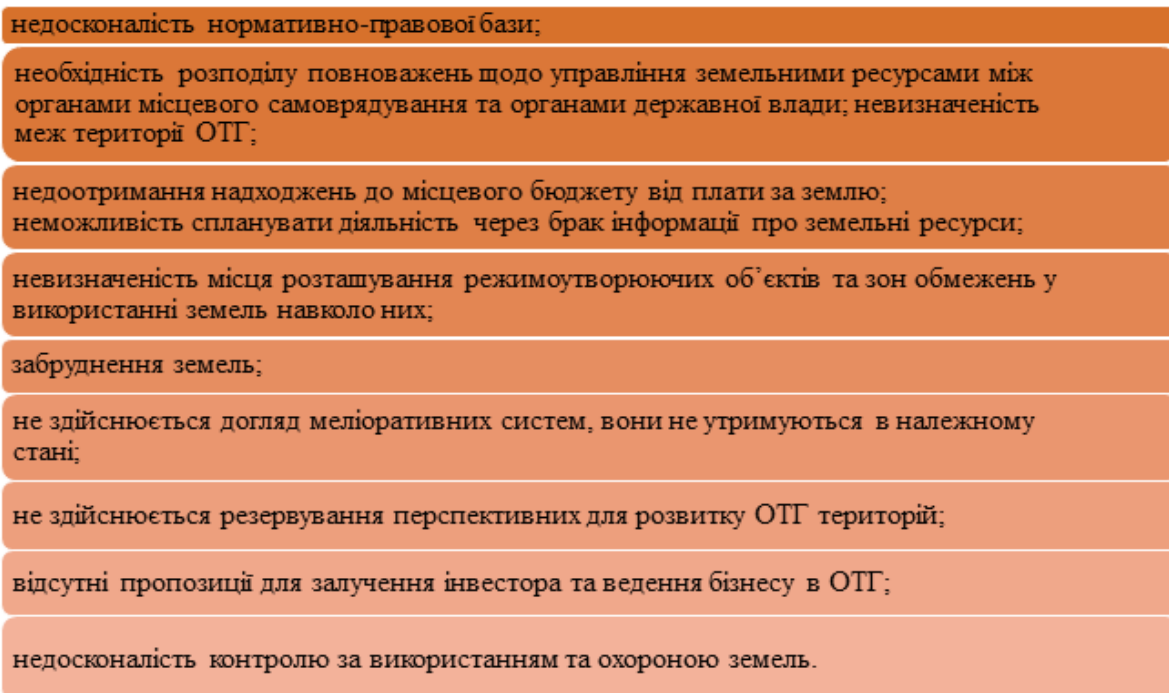 недосконалість нормативно-правової бази;
необхідність розподілу повноважень щодо управління земельними ресурсами між
органами місцевого самоврядування та органами державної влади; невизначеність
меж території ОТГ;
недоотримання надходжень до місцевого бюджету від плати за землю;
неможливість спланувати діяльність через брак інформації про земельні ресурси;
невизначеність місця розташування режимоутворюючих об’єктів та зон обмежень у
використанні земель навколо них;
забруднення земель;
не здійснюється догляд меліоративних систем, вони не утримуються в належному
стані;
не здійснюється резервування перспективних для розвитку ОТГ територій;
відсутні пропозиції для залучення інвестора та ведення бізнесу в ОТГ;
недосконалість контролю за використанням та охороною земель.